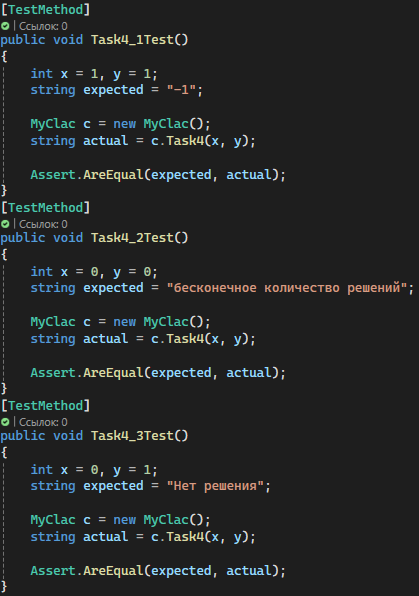 [TestMethod]
| Ссылок: 0
public void Task4_1Test()
{
    int x = 1, y = 1;
    string expected = "-1";

    MyClac c = new MyClac();
    string actual = c.Task4(x, y);

    Assert.AreEqual(expected, actual);
}
[TestMethod]
| Ссылок: 0
public void Task4_2Test()
{
    int x = 0, y = 0;
    string expected = "бесконечное количество решений";

    MyClac c = new MyClac();
    string actual = c.Task4(x, y);

    Assert.AreEqual(expected, actual);
}
[TestMethod]
| Ссылок: 0
public void Task4_3Test()
{
    int x = 0, y = 1;
    string expected = "Нет решения";

    MyClac c = new MyClac();
    string actual = c.Task4(x, y);

    Assert.AreEqual(expected, actual);
}